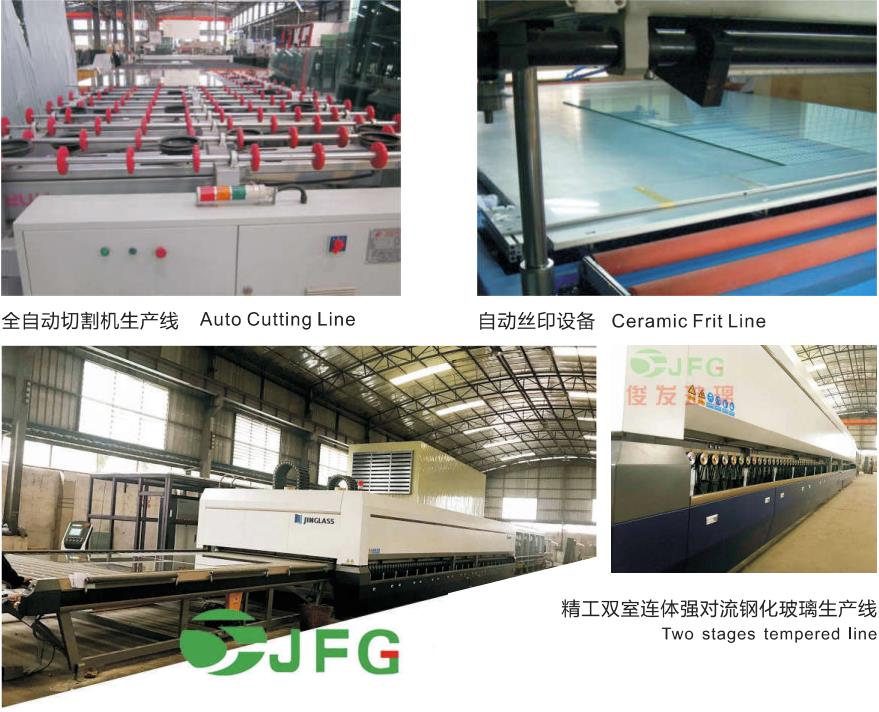 全自动切割机生产线 Auto Cutting Line
自动丝印设备 Ceramic Frit Line
JINGLASS
JFG
俊发玻璃
精工双室连体强对流钢化玻璃生产线
Two stages tempered line
JFG